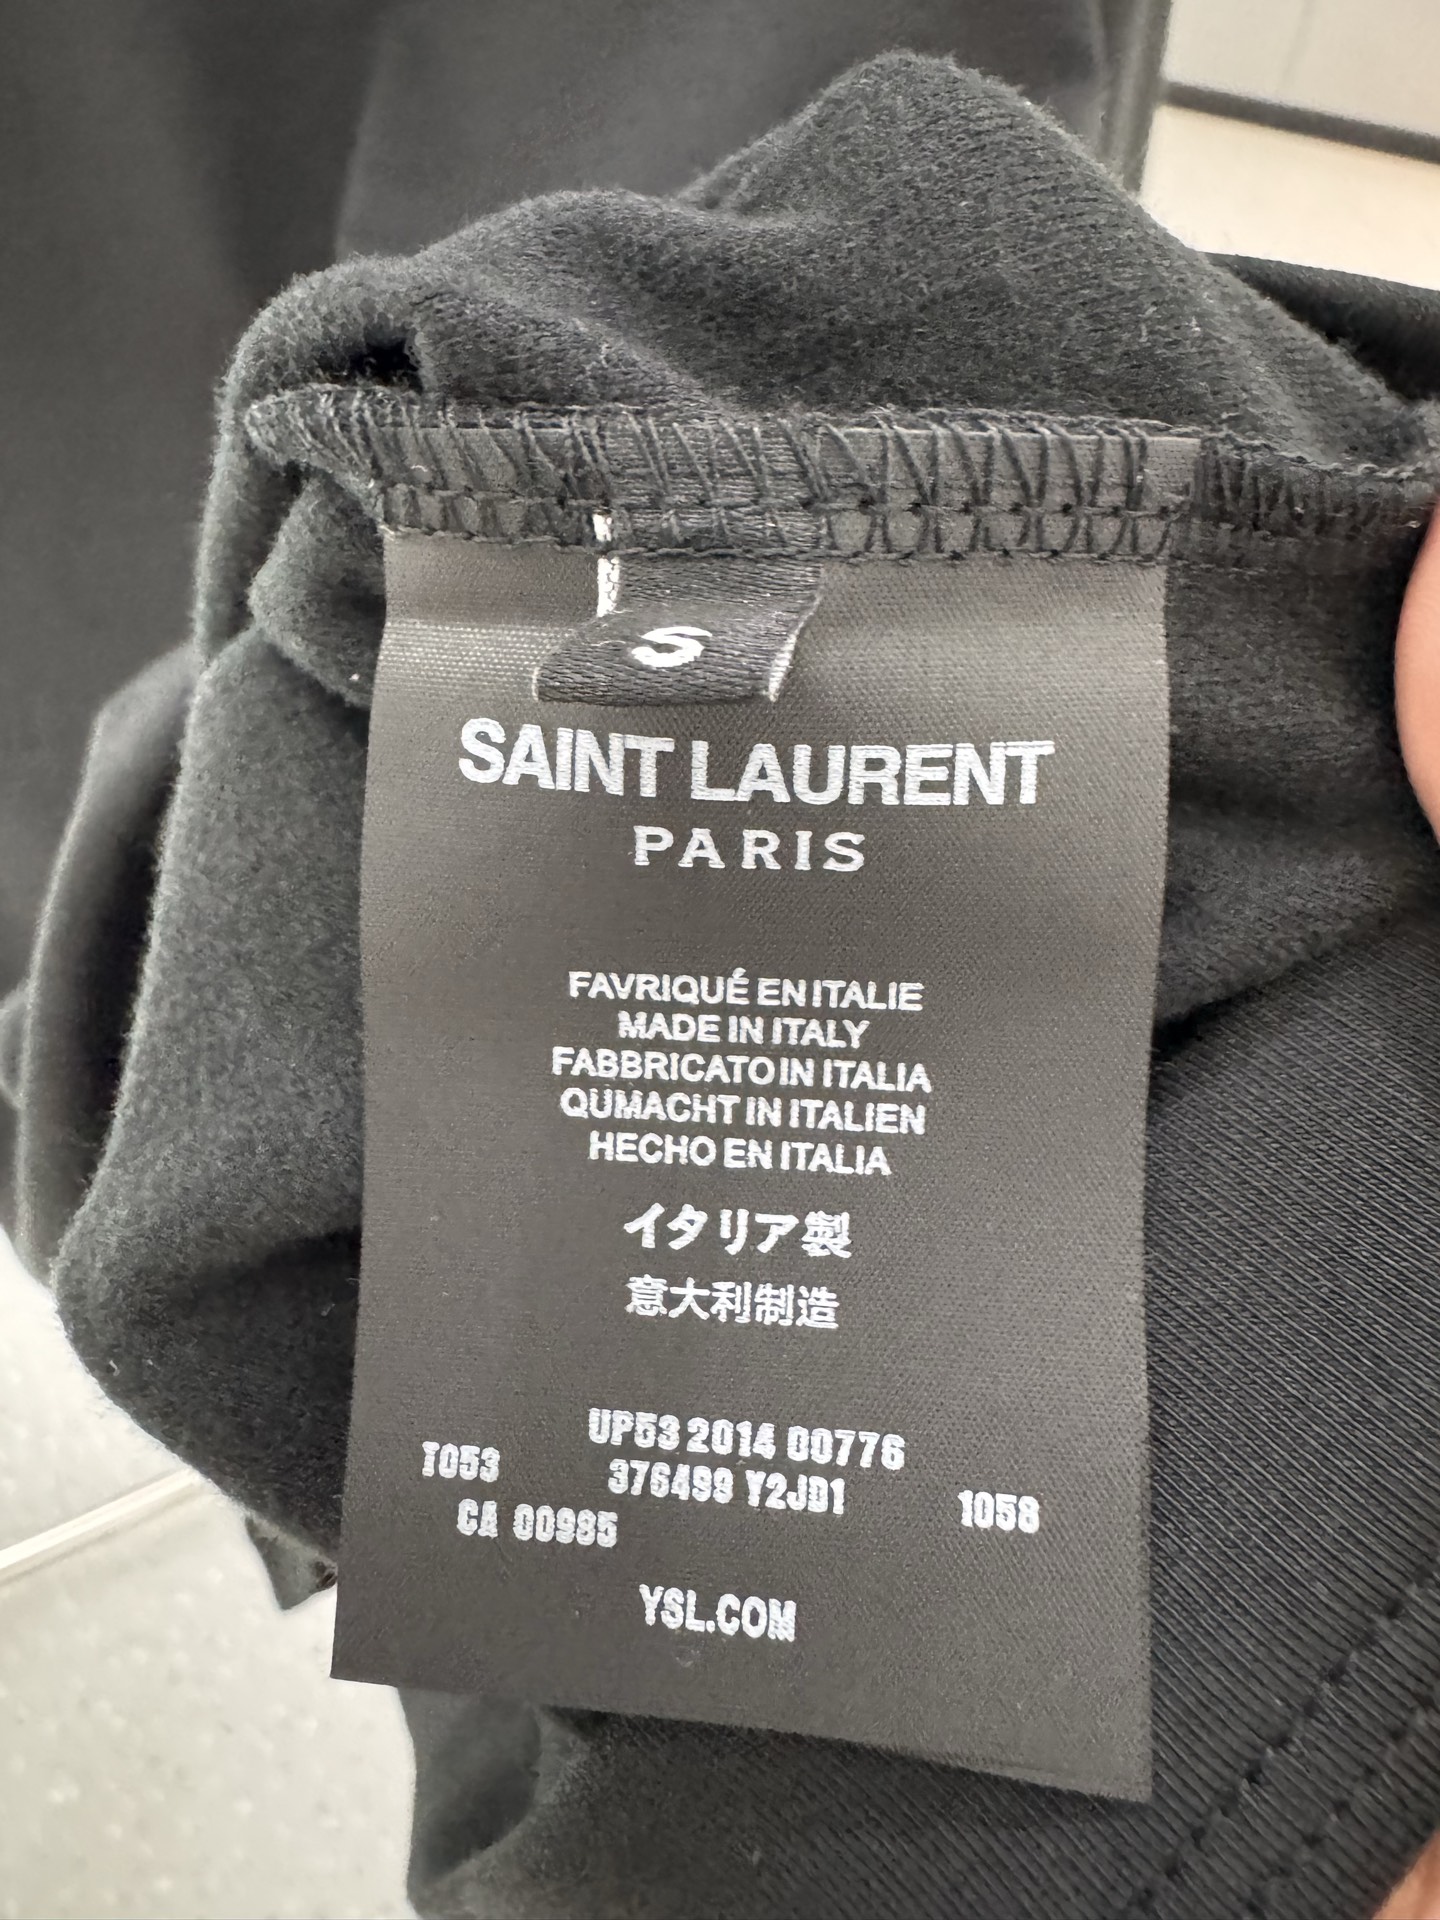 S
SAINT LAURENT
PARIS
FAVRIQUÉ EN ITALIE
MADE IN ITALY
FABBRICATO IN ITALIA
QUMACHT IN ITALIEN
HECHO EN ITALIA
イタリア製
意大利制造
UP53 2014 00776
T053 376499 Y2JD1 1058
CA 00985
YSL.COM